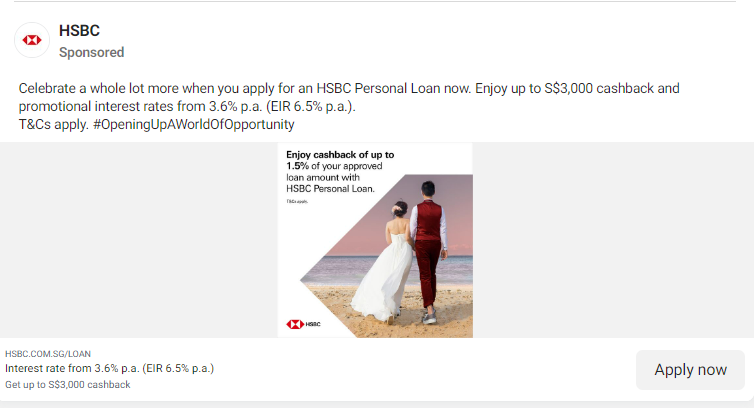 HSBC
Sponsored
Celebrate a whole lot more when you apply for an HSBC Personal Loan now. Enjoy up to S$3,000 cashback and
promotional interest rates from 3.6% p.a. (EIR 6.5% p.a.).
T&Cs apply. #OpeningUpAWorldOfOpportunity
Enjoy cashback of up to
1.5% of your approved
loan amount with
HSBC Personal Loan.
T&Cs apply.
HSBC
HSBC.COM.SG/LOAN
Interest rate from 3.6% p.a. (EIR 6.5% p.a.)
Get up to S$3,000 cashback
Apply now